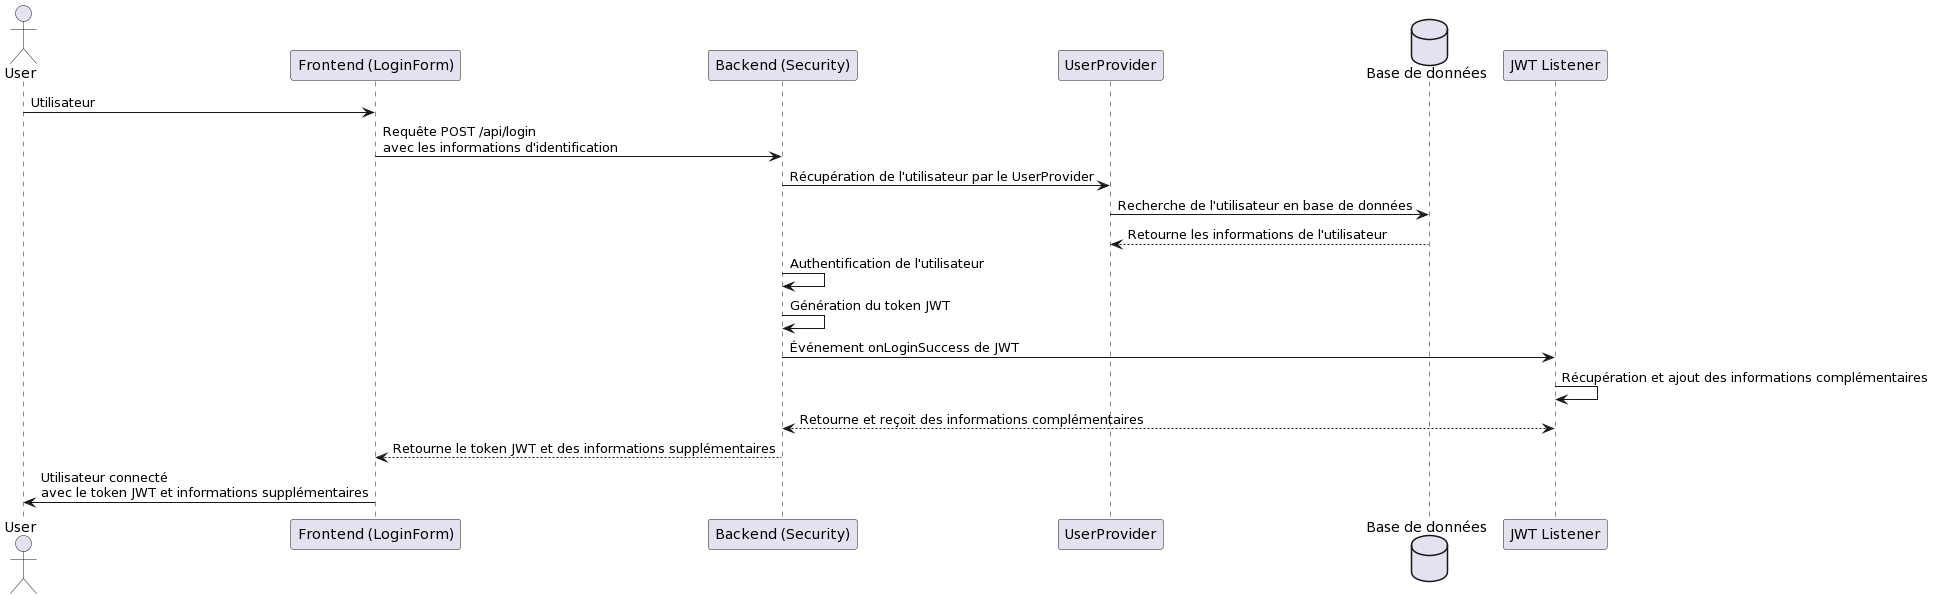 User
Frontend (LoginForm)
Backend (Security)
UserProvider
Base de données
JWT Listener
Utilisateur
Requête POST /api/login
avec les informations d'identification
Récupération de l'utilisateur par le UserProvider
Recherche de l'utilisateur en base de données
Retourne les informations de l'utilisateur
Authentification de l'utilisateur
Génération du token JWT
Événement onLoginSuccess de JWT
Récupération et ajout des informations complémentaires
Retourne et reçoit des informations complémentaires
Retourne le token JWT et des informations supplémentaires
Utilisateur connecté
avec le token JWT et informations supplémentaires
User
Frontend (LoginForm)
Backend (Security)
UserProvider
Base de données
JWT Listener